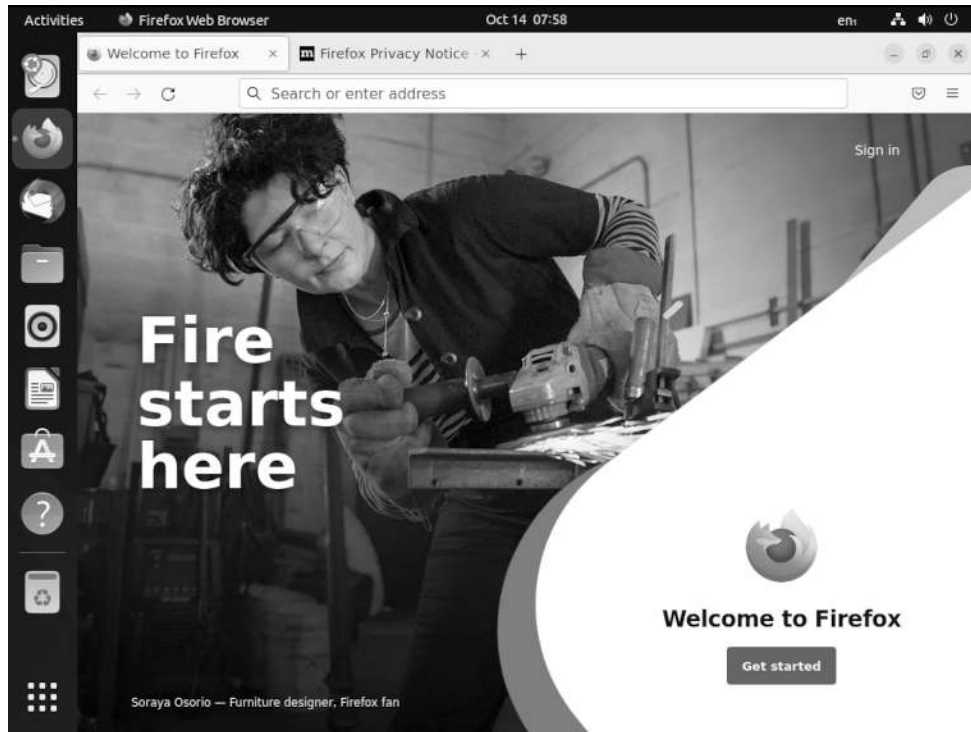 Activities Firefox Web Browser Oct 14 07:58 en₁
Welcome to Firefox × m Firefox Privacy Notice - × +
Search or enter address
Sign in
Fire
starts
here
Welcome to Firefox
Get started
Soraya Osorio — Furniture designer, Firefox fan